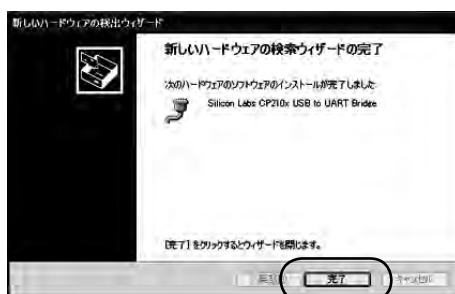 新しいハードウェアの検出ウィザード
新しいハードウェアの検索ウィザードの完了
次のハードウェアのソフトウェアのインストールが完了しました
Silicon Labs CP210x USB to UART Bridge
[完了] をクリックするとウィザードを閉じます。
完了
キャンセル